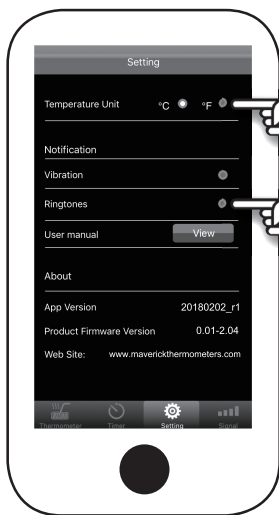 Setting
Temperature Unit °C °F
Notification
Vibration
Ringtones
User manual View
About
App Version 20180202_r1
Product Firmware Version 0.01-2.04
Web Site: www.maverickthermometers.com
Thermometer Timer Setting Signal